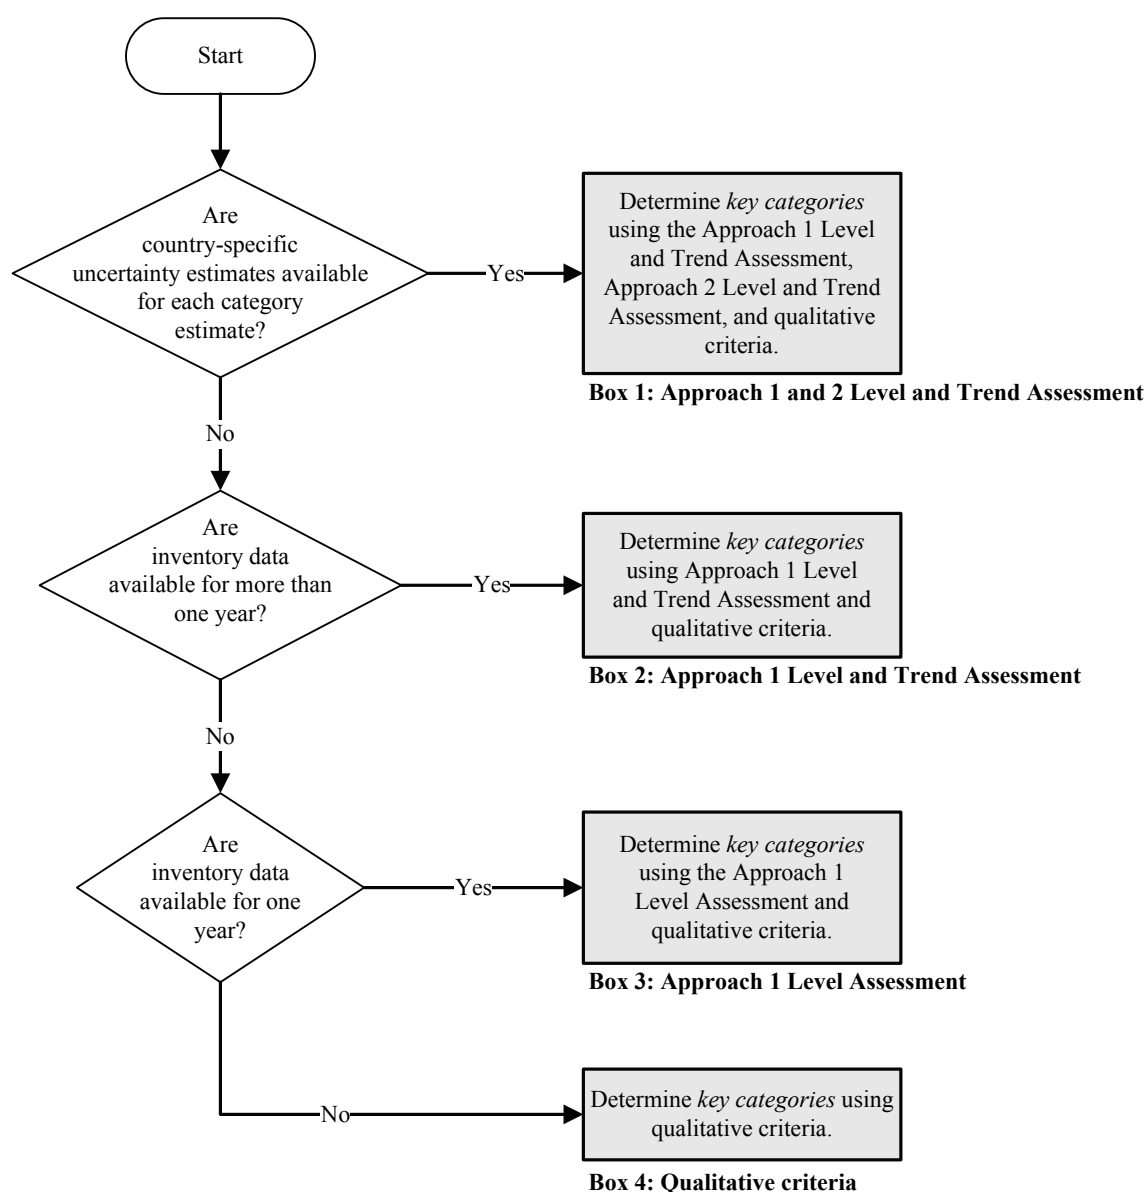 Start
Are
country-specific
uncertainty estimates available
for each category
estimate?
Yes
Determine key categories
using the Approach 1 Level
and Trend Assessment,
Approach 2 Level and Trend
Assessment, and qualitative
criteria.
Box 1: Approach 1 and 2 Level and Trend Assessment
No
Are
inventory data
available for more than
one year?
Yes
Determine key categories
using Approach 1 Level
and Trend Assessment and
qualitative criteria.
Box 2: Approach 1 Level and Trend Assessment
No
Are
inventory data
available for one
year?
Yes
Determine key categories
using the Approach 1
Level Assessment and
qualitative criteria.
Box 3: Approach 1 Level Assessment
No
Determine key categories using
qualitative criteria.
Box 4: Qualitative criteria